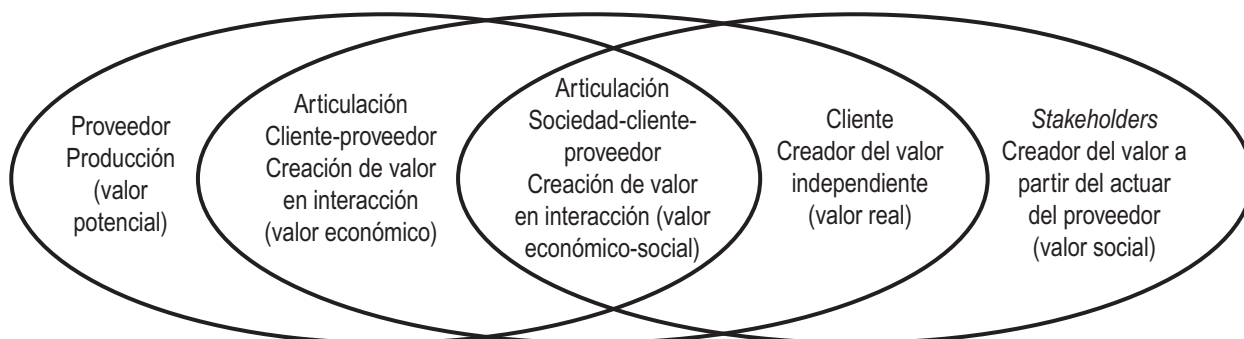 Proveedor
Producción
(valor
potencial)
Articulación
Cliente-proveedor
Creación de valor
en interacción
(valor económico)
Articulación
Sociedad-cliente-
proveedor
Creación de valor
en interacción (valor
económico-social)
Cliente
Creador del valor
independiente
(valor real)
Stakeholders
Creador del valor a
partir del actuar
del proveedor
(valor social)